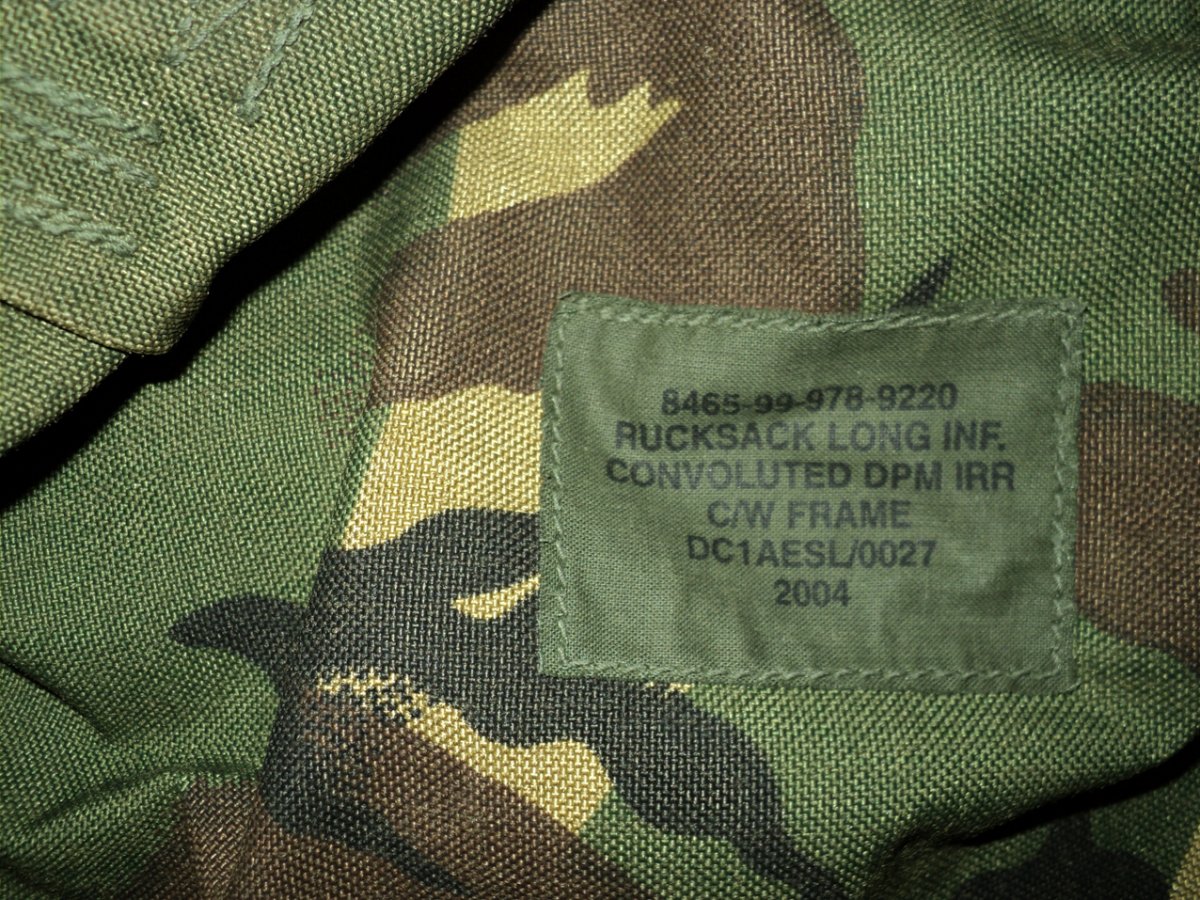 8465-99-978-9220
RUCKSACK LONG INF.
CONVOLUTED DPM IRR
C/W FRAME
DC1AESL/0027
2004